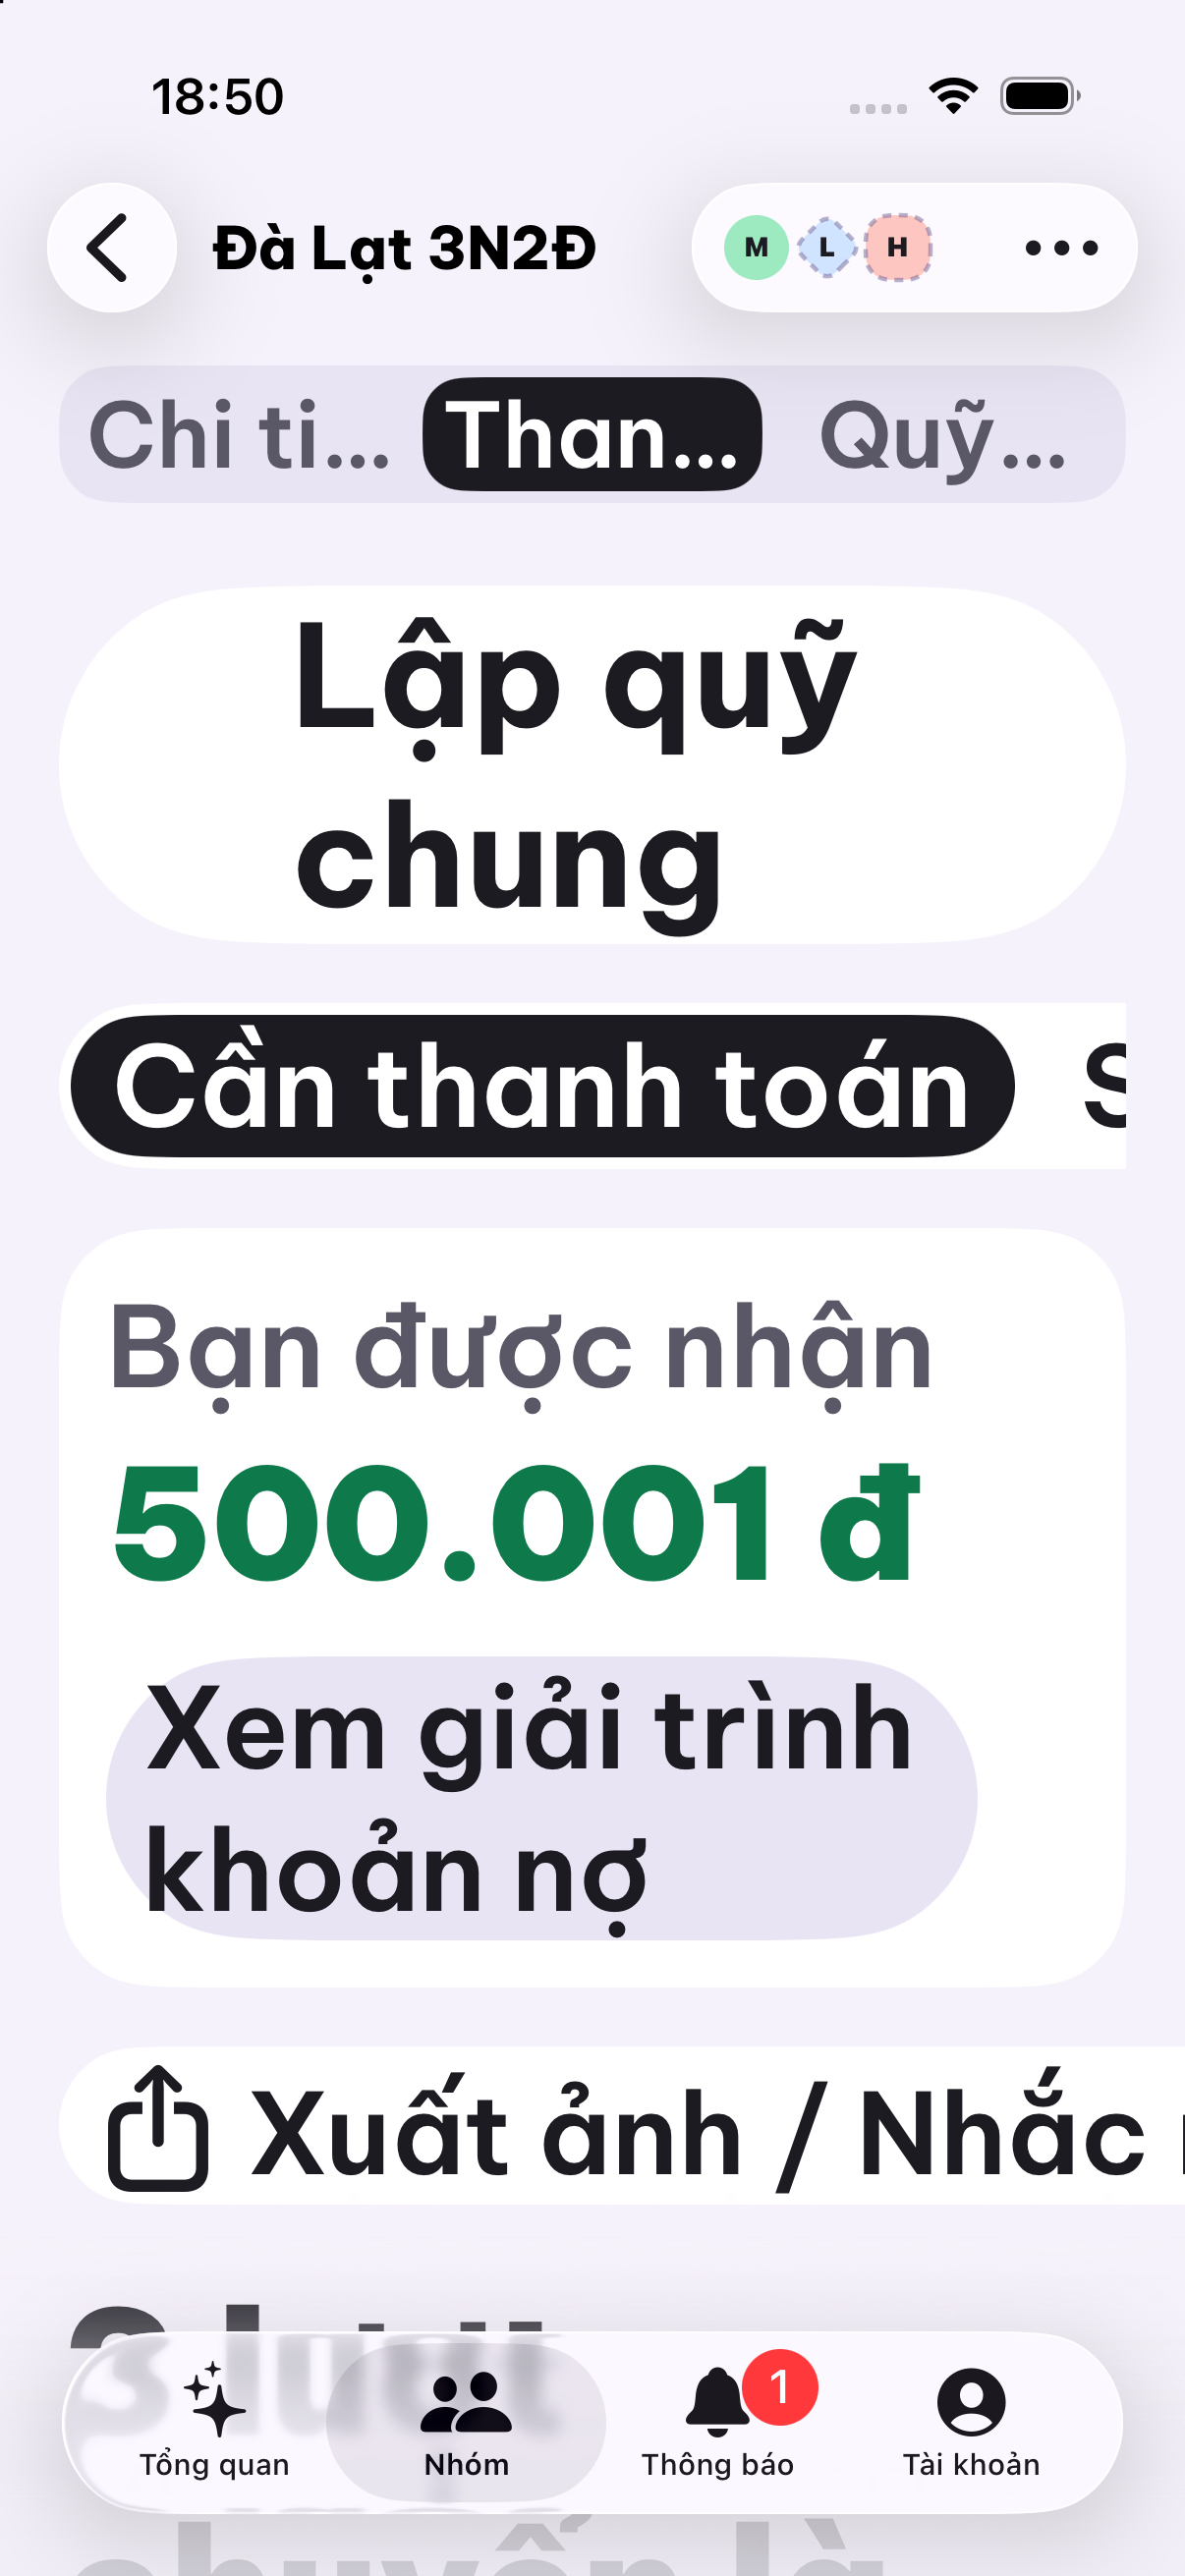 18:50
Đà Lạt 3N2Đ
M L H
Chi ti... Than... Quỹ...
Lập quỹ
chung
Cần thanh toán S
Bạn được nhận
500.001 đ
Xem giải trình
khoản nợ
Xuất ảnh / Nhắc
1
Tổng quan Nhóm Thông báo Tài khoản